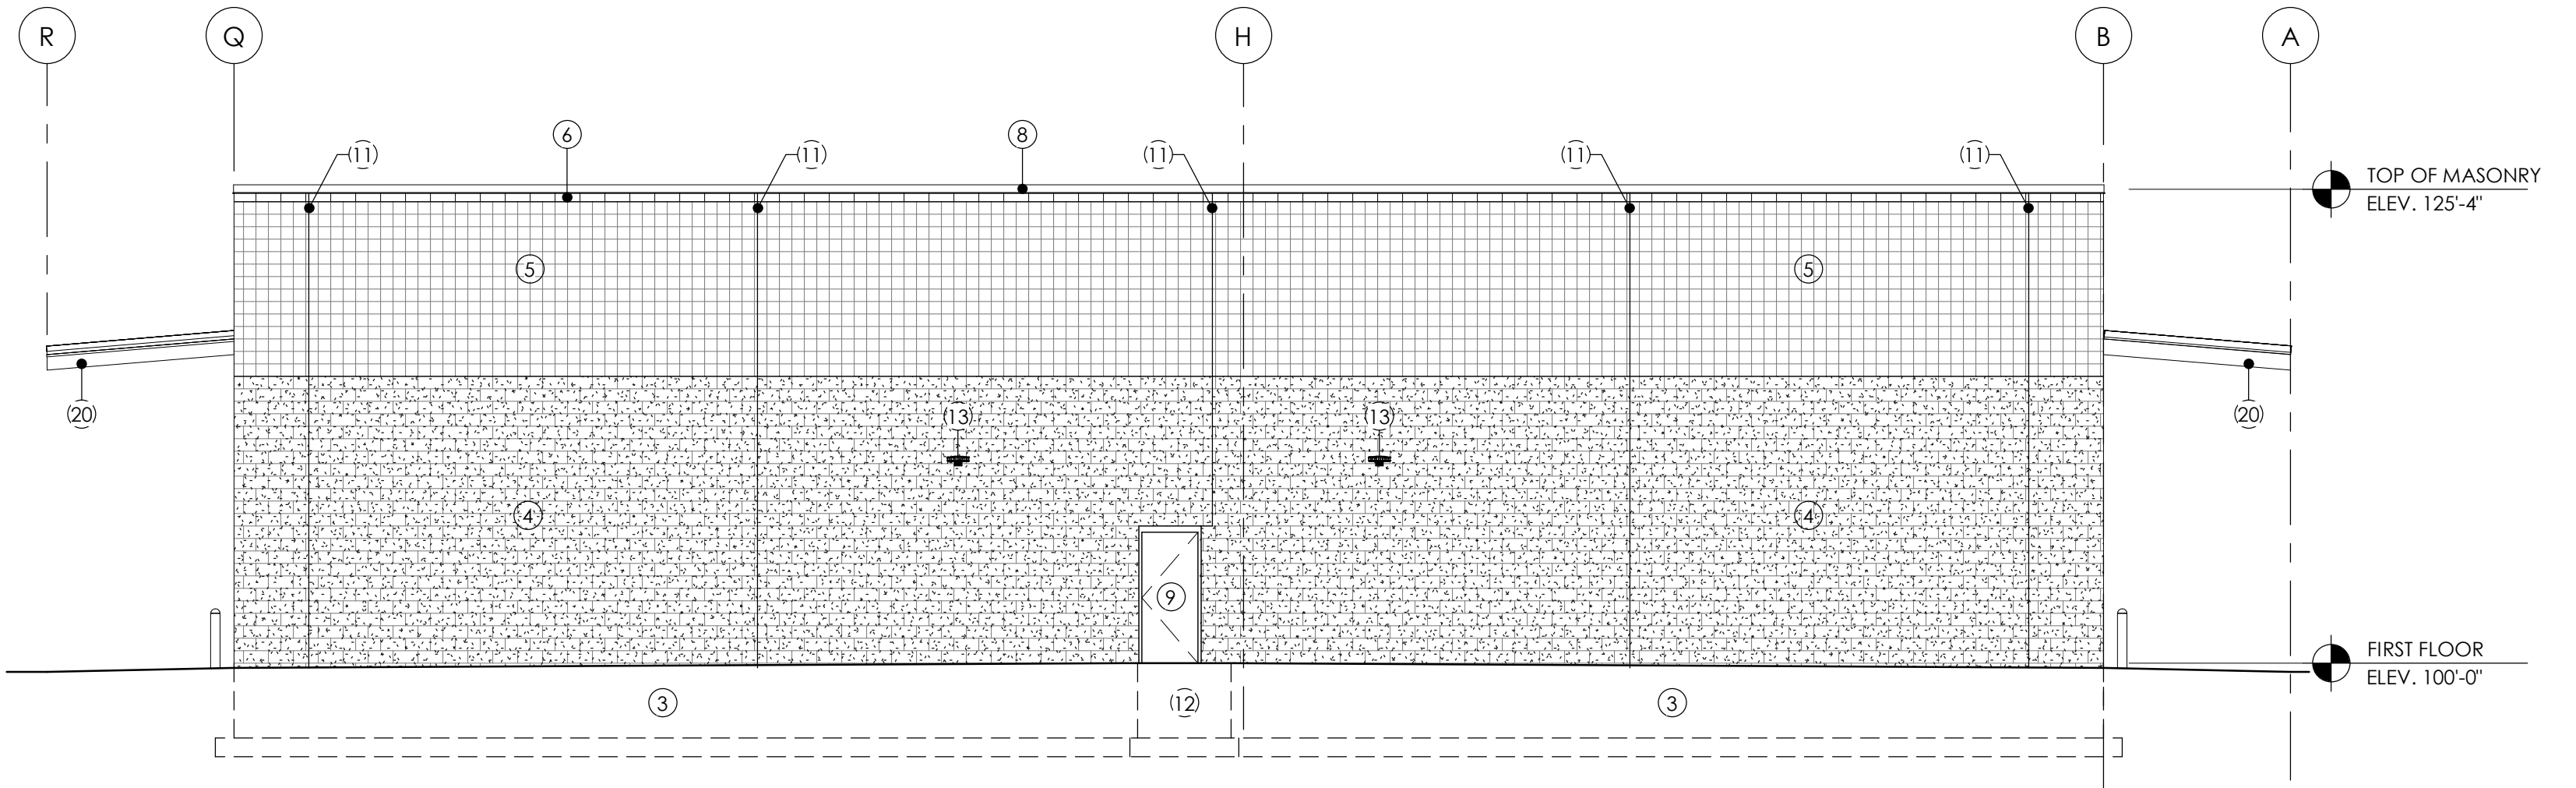 R Q H B A
6 8
11 11 11 11 11
TOP OF MASONRY
ELEV. 125'-4"
5 5
20 13 13 20
4 4
9
FIRST FLOOR
ELEV. 100'-0"
3 12 3